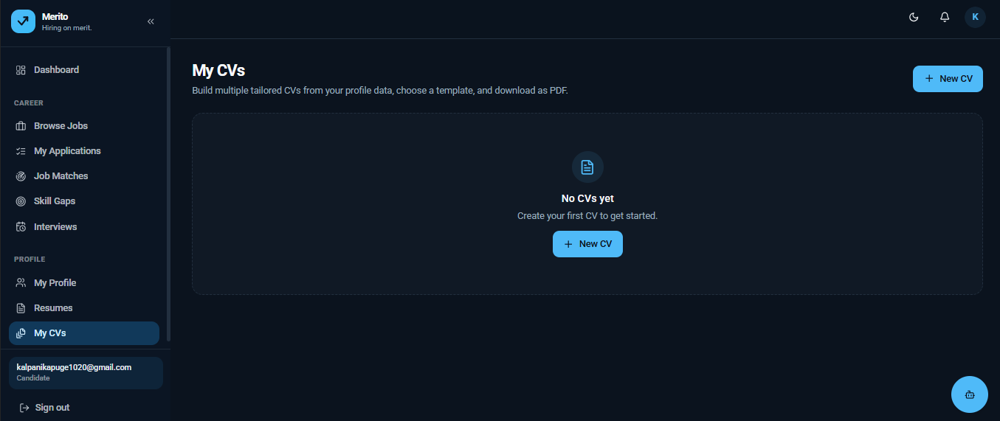 Merito
Hiring on merit.
K
Dashboard
CAREER
Browse Jobs
My Applications
Job Matches
Skill Gaps
Interviews
PROFILE
My Profile
Resumes
My CVs
kalpanikapuge1020@gmail.com
Candidate
Sign out
My CVs
Build multiple tailored CVs from your profile data, choose a template, and download as PDF.
New CV
No CVs yet
Create your first CV to get started.
New CV